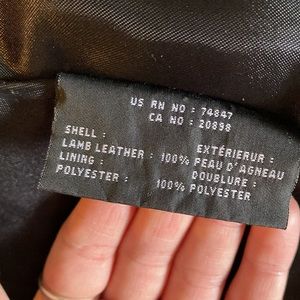 US RN NO : 74847
CA NO : 20898
SHELL : EXTÉRIEUR :
LAMB LEATHER : 100% PEAU D'AGNEAU
LINING : DOUBLURE :
POLYESTER : 100% POLYESTER